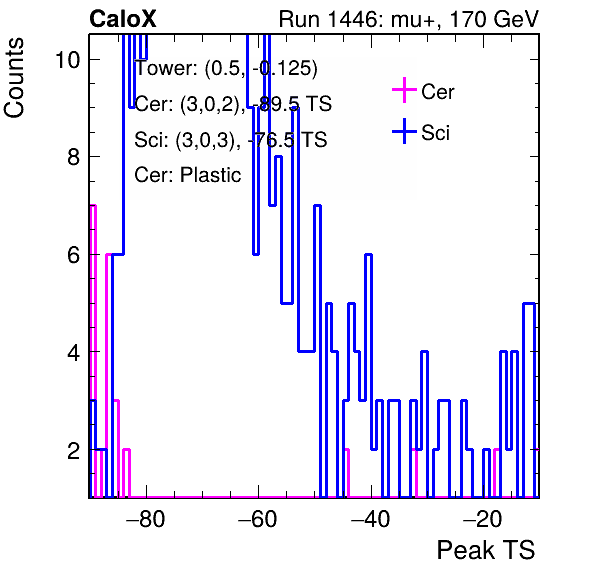 CaloX Run 1446: mu+, 170 GeV
Counts
10
8
6
4
2
Tower: (0.5, -0.125)
Cer: (3,0,2), -89.5 TS
Sci: (3,0,3), -76.5 TS
Cer: Plastic
Cer
Sci
−80 −60 −40 −20
Peak TS